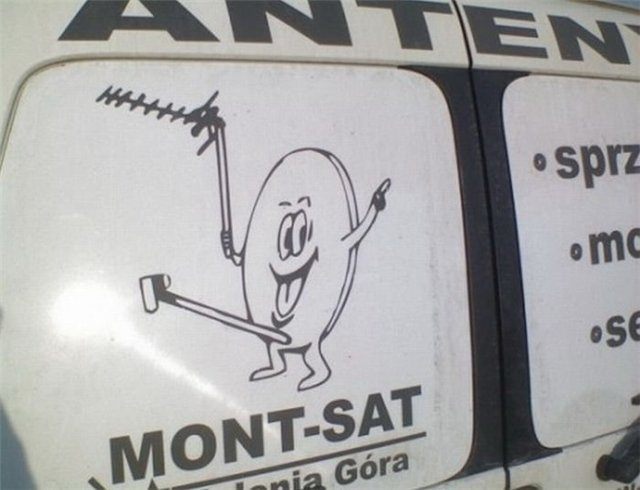 ANTEN
MONT-SAT
Góra
• sprz
• mo
• se